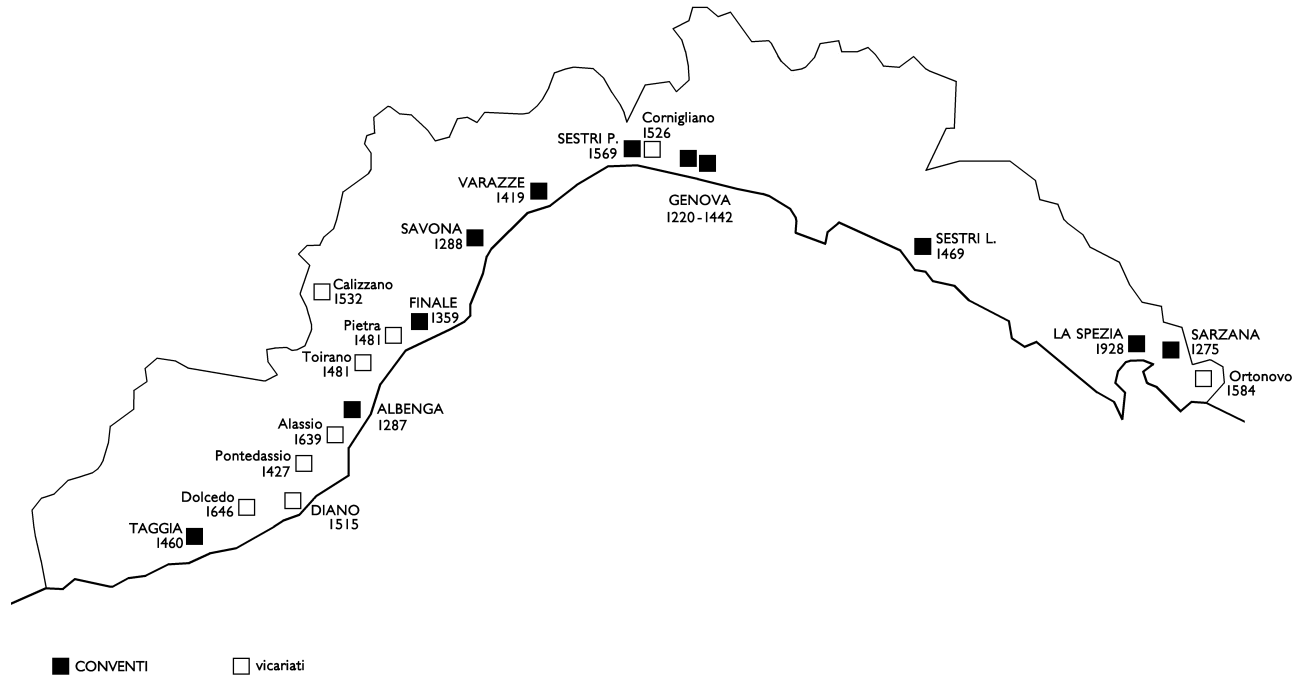 Cornigliano
1526
SESTRI P.
1569
VARAZZE
1419
GENOVA
1220-1442
SAVONA
1288
SESTRI L.
1469
Calizzano
1532
FINALE
1359
Pietra
1481
Toirano
1481
LA SPEZIA
1928
SARZANA
1275
Ortonovo
1584
ALBENGA
1287
Alassio
1639
Pontedassio
1427
Dolcedo
1646
DIANO
1515
TAGGIA
1460
CONVENTI
vicariati